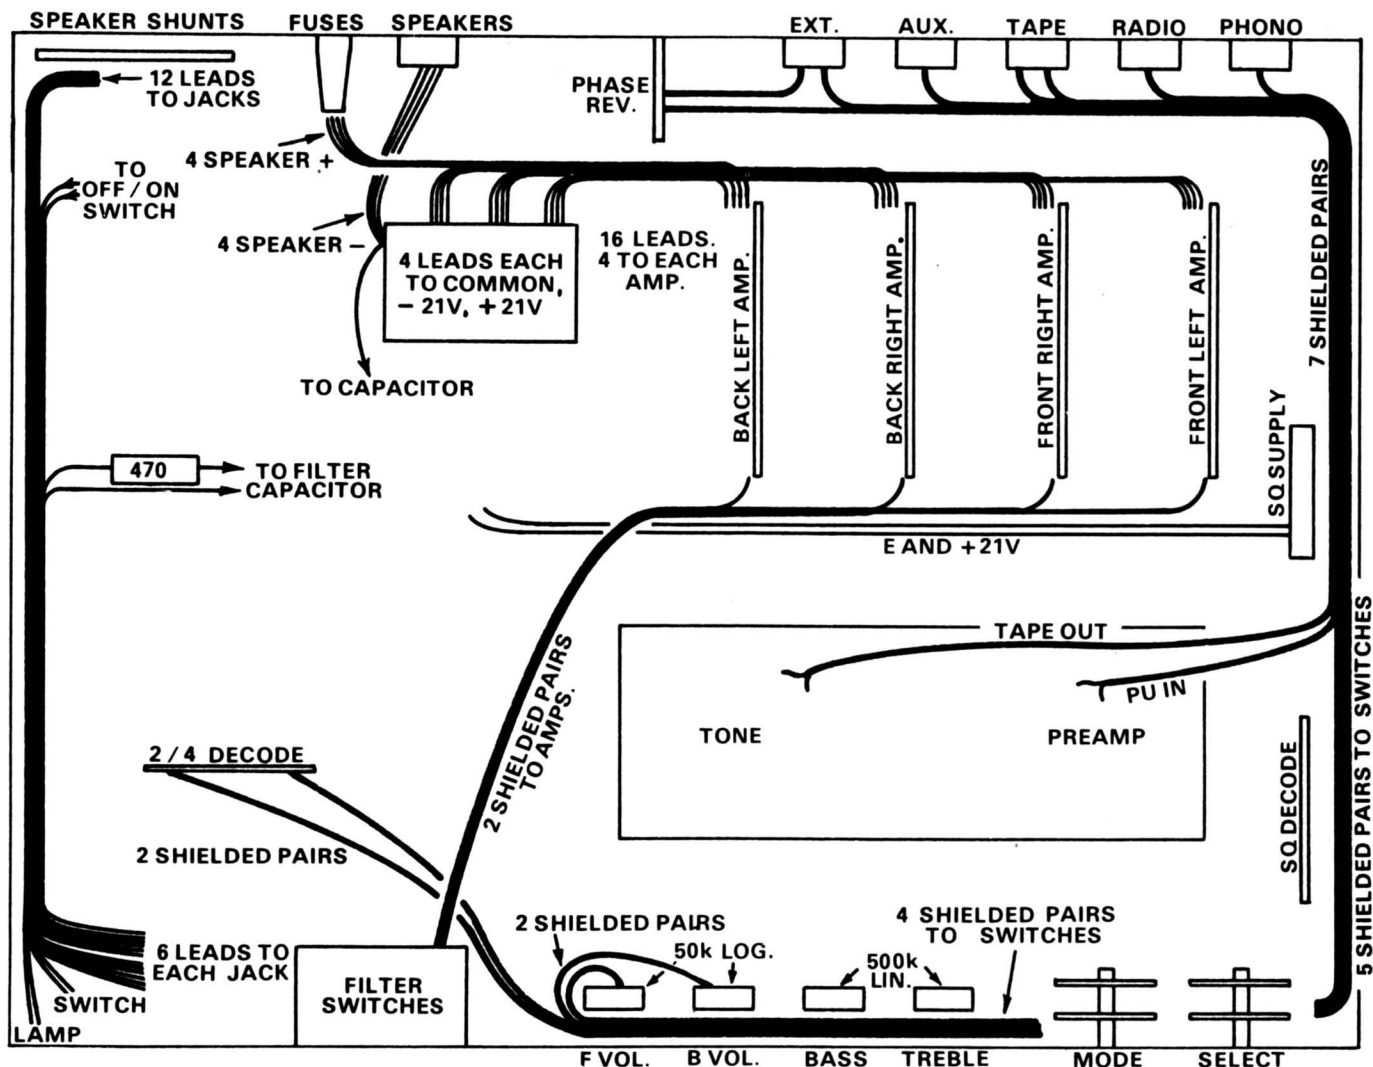 SPEAKER SHUNTS
FUSES
SPEAKERS
EXT.
AUX.
TAPE
RADIO
PHONO
12 LEADS
TO JACKS
PHASE
REV.
4 SPEAKER +
TO
OFF / ON
SWITCH
4 SPEAKER –
4 LEADS EACH
TO COMMON,
– 21V, +21V
16 LEADS.
4 TO EACH
AMP.
BACK LEFT AMP.
BACK RIGHT AMP.
FRONT RIGHT AMP.
FRONT LEFT AMP.
7 SHIELDED PAIRS
TO CAPACITOR
470
TO FILTER
CAPACITOR
SQ SUPPLY
E AND +21V
TAPE OUT
PU IN
TONE
PREAMP
2 SHIELDED PAIRS
TO AMPS.
5 SHIELDED PAIRS TO SWITCHES
2 / 4 DECODE
2 SHIELDED PAIRS
SQ DECODE
2 SHIELDED PAIRS
4 SHIELDED PAIRS
TO SWITCHES
50k LOG.
500k
LIN.
6 LEADS TO
EACH JACK
SWITCH
LAMP
FILTER
SWITCHES
F VOL.
B VOL.
BASS
TREBLE
MODE
SELECT